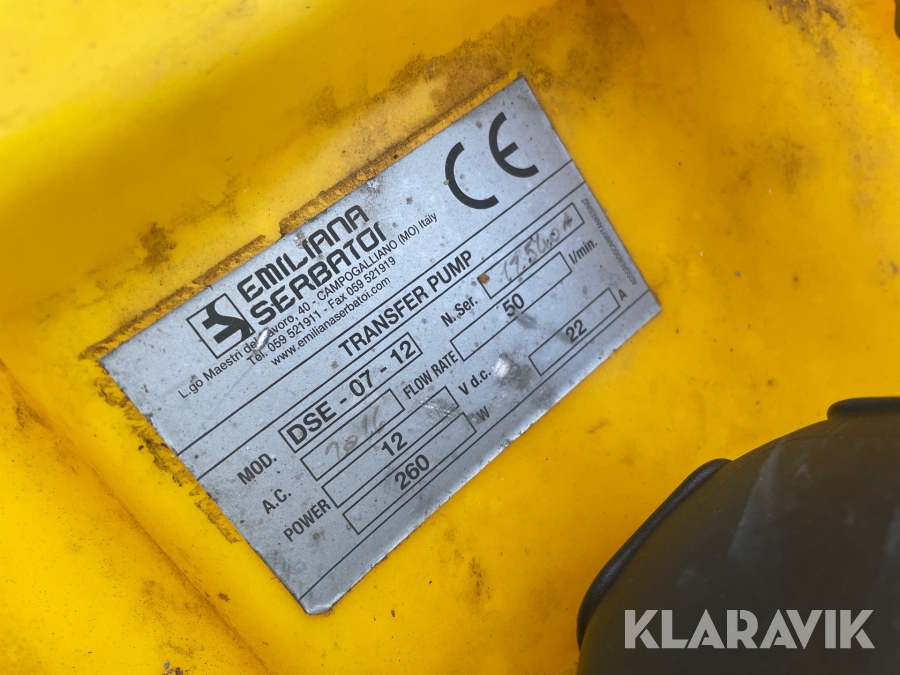 EMILIANA
SERBATOI
CE
L.go Maestri del Lavoro, 40 - CAMPOGALLIANO (MO) Italy
Tel. 059 521911 - Fax 059 521919
www.emilianaserbatoi.com
TRANSFER PUMP
MOD. DSE - 07 - 12 N. Ser.
A.C. FLOW RATE 50 l/min.
12 V d.c. 22 A
POWER 260 W
KLARAVIK